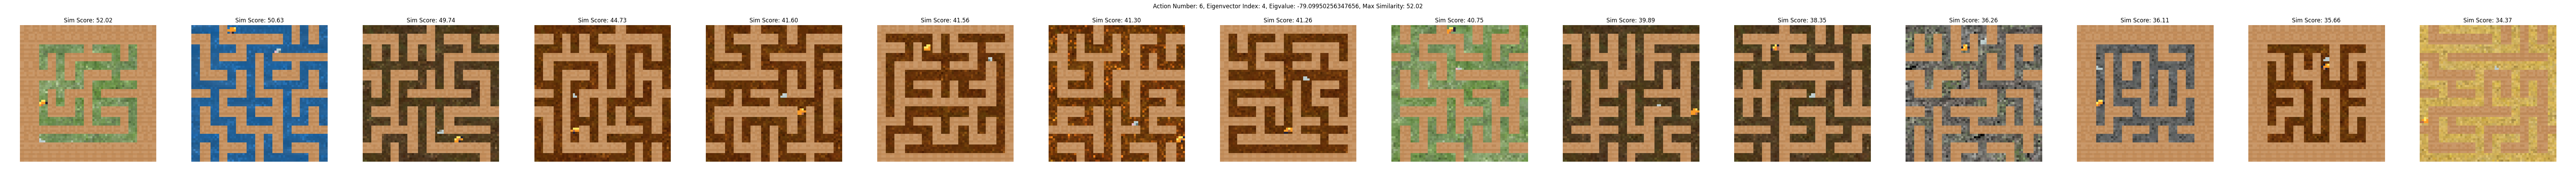 Action Number: 6, Eigenvector Index: 4, Eigvalue: -79.09950256347656, Max Similarity: 52.02
Sim Score: 52.02
Sim Score: 50.63
Sim Score: 49.74
Sim Score: 44.73
Sim Score: 41.60
Sim Score: 41.56
Sim Score: 41.30
Sim Score: 41.26
Sim Score: 40.75
Sim Score: 39.89
Sim Score: 38.35
Sim Score: 36.26
Sim Score: 36.11
Sim Score: 35.66
Sim Score: 34.37